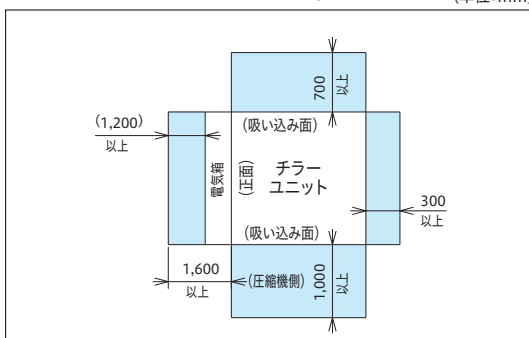 (単位:mm)
700
以上
(1,200)
以上
(吸い込み面)
電気箱
(正面)
チラー
ユニット
300
以上
(吸い込み面)
1,600
以上
(圧縮機側)
1,000
以上